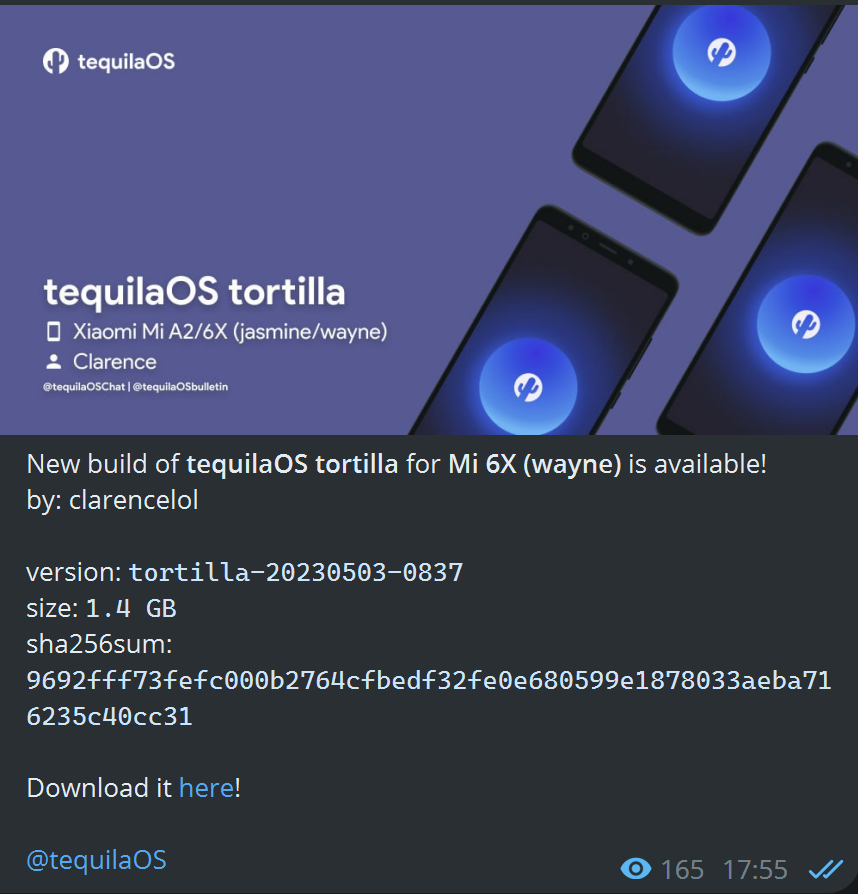 tequilaOS
tequilaOS tortilla
Xiaomi Mi A2/6X (jasmine/wayne)
Clarence
@tequilaOSChat | @tequilaOSbulletin
New build of tequilaOS tortilla for Mi 6X (wayne) is available!
by: clarencelol
version: tortilla-20230503-0837
size: 1.4 GB
sha256sum:
9692fff73fefc000b2764cfbedf32fe0e680599e1878033aeba71
6235c40cc31
Download it here!
@tequilaOS
165 17:55